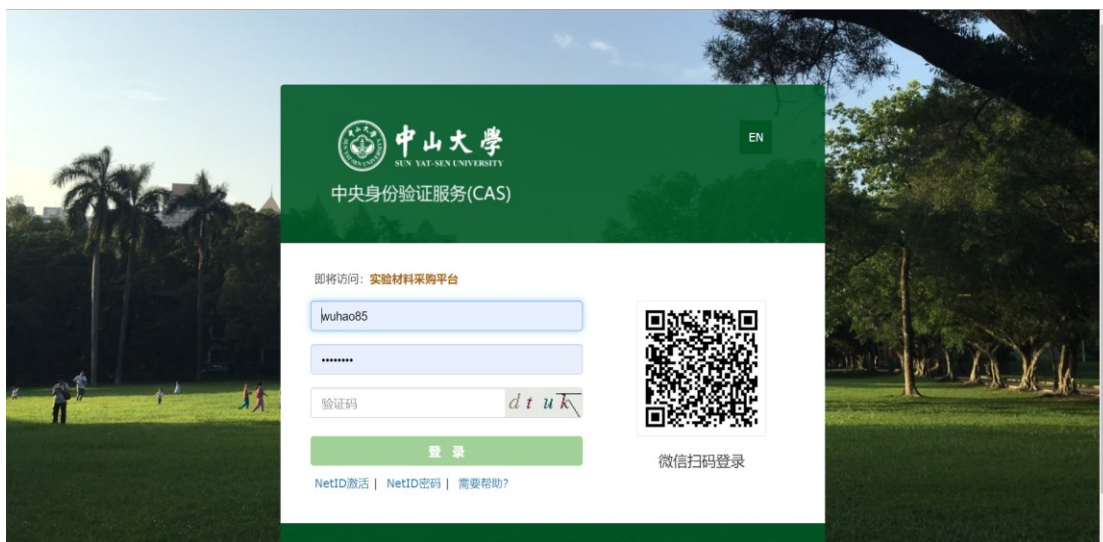 中山大學
SUN YAT-SEN UNIVERSITY
EN
中央身份验证服务(CAS)
即将访问: 实验材料采购平台
wuhao85
••••••••
验证码 d t u k
登 录
微信扫码登录
NetID激活 | NetID密码 | 需要帮助?